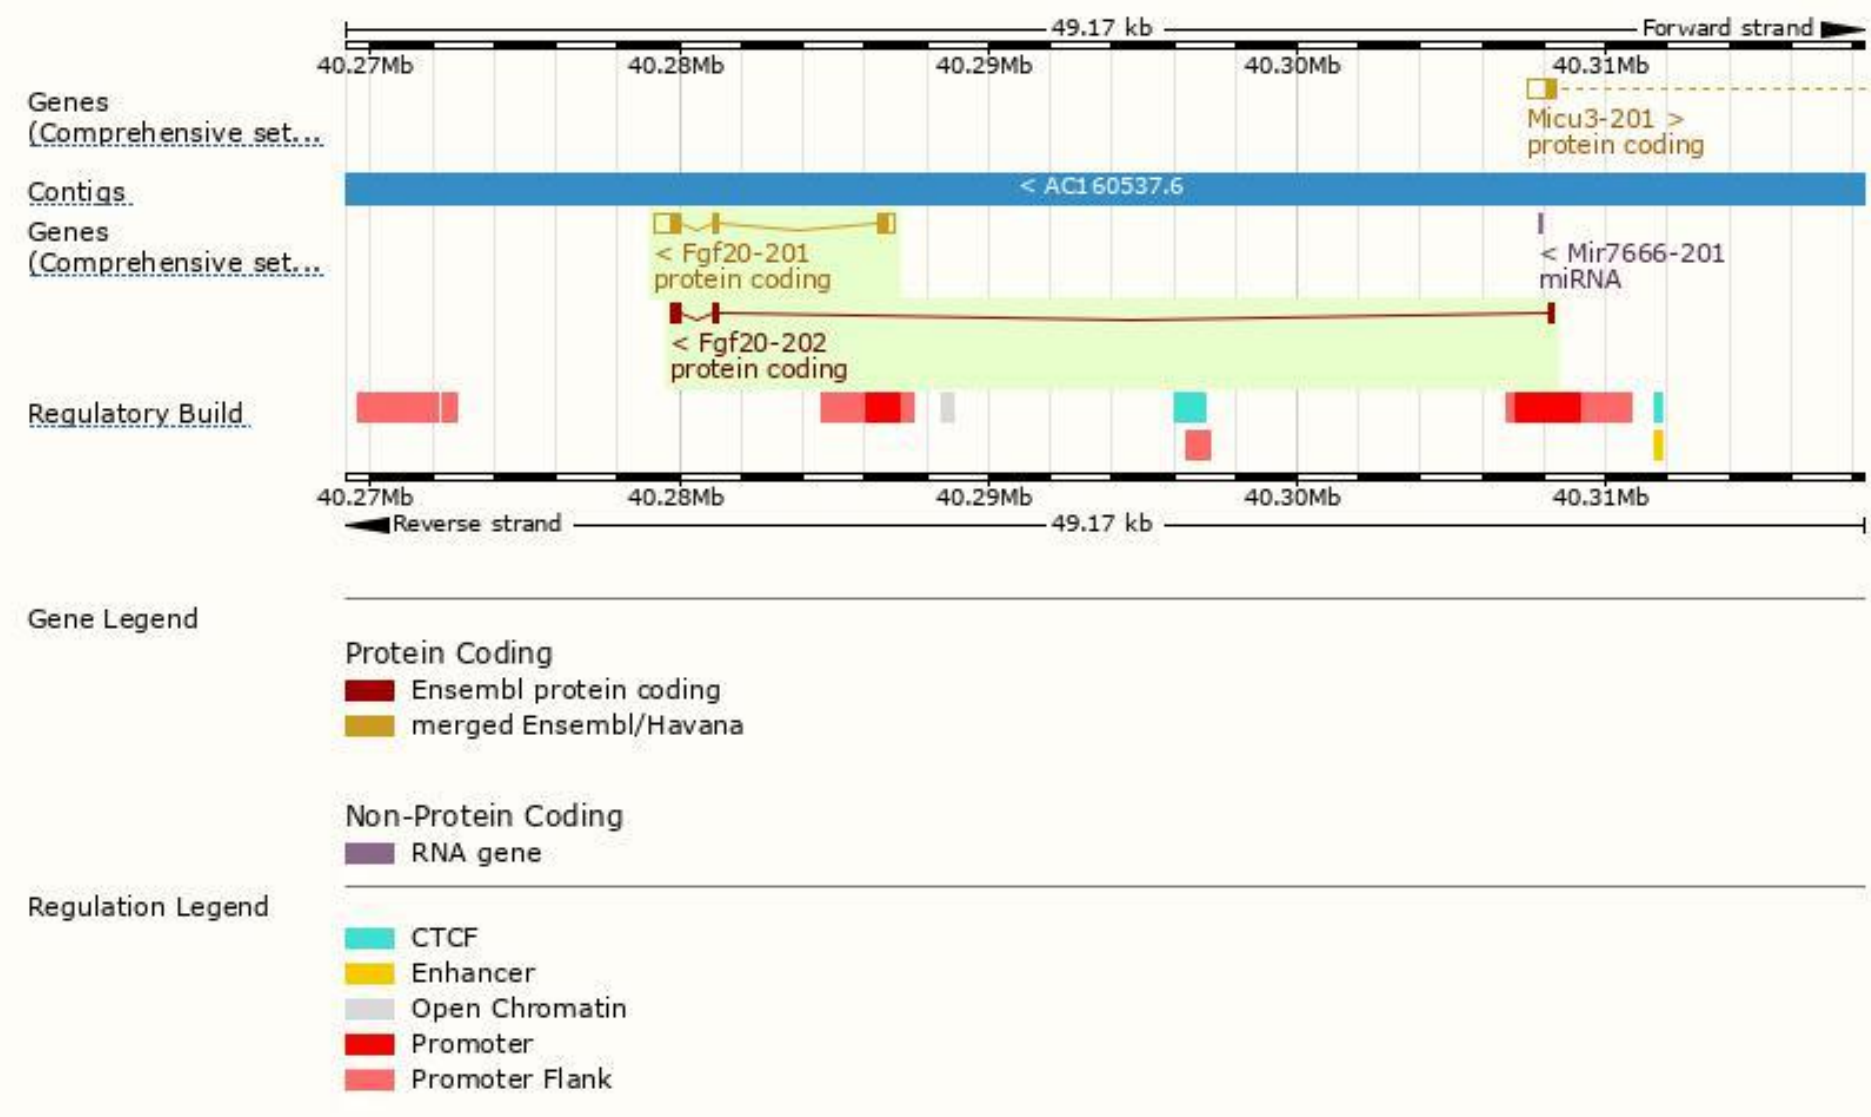 49.17 kb
Forward strand
40.27Mb 40.28Mb 40.29Mb 40.30Mb 40.31Mb
Genes
(Comprehensive set...
Micu3-201 >
protein coding
Contigs
< AC160537.6
Genes
(Comprehensive set...
< Fgf20-201
protein coding
< Mir7666-201
miRNA
< Fgf20-202
protein coding
Regulatory Build
40.27Mb 40.28Mb 40.29Mb 40.30Mb 40.31Mb
Reverse strand
49.17 kb
Gene Legend
Protein Coding
Ensembl protein coding
merged Ensembl/Havana
Non-Protein Coding
RNA gene
Regulation Legend
CTCF
Enhancer
Open Chromatin
Promoter
Promoter Flank